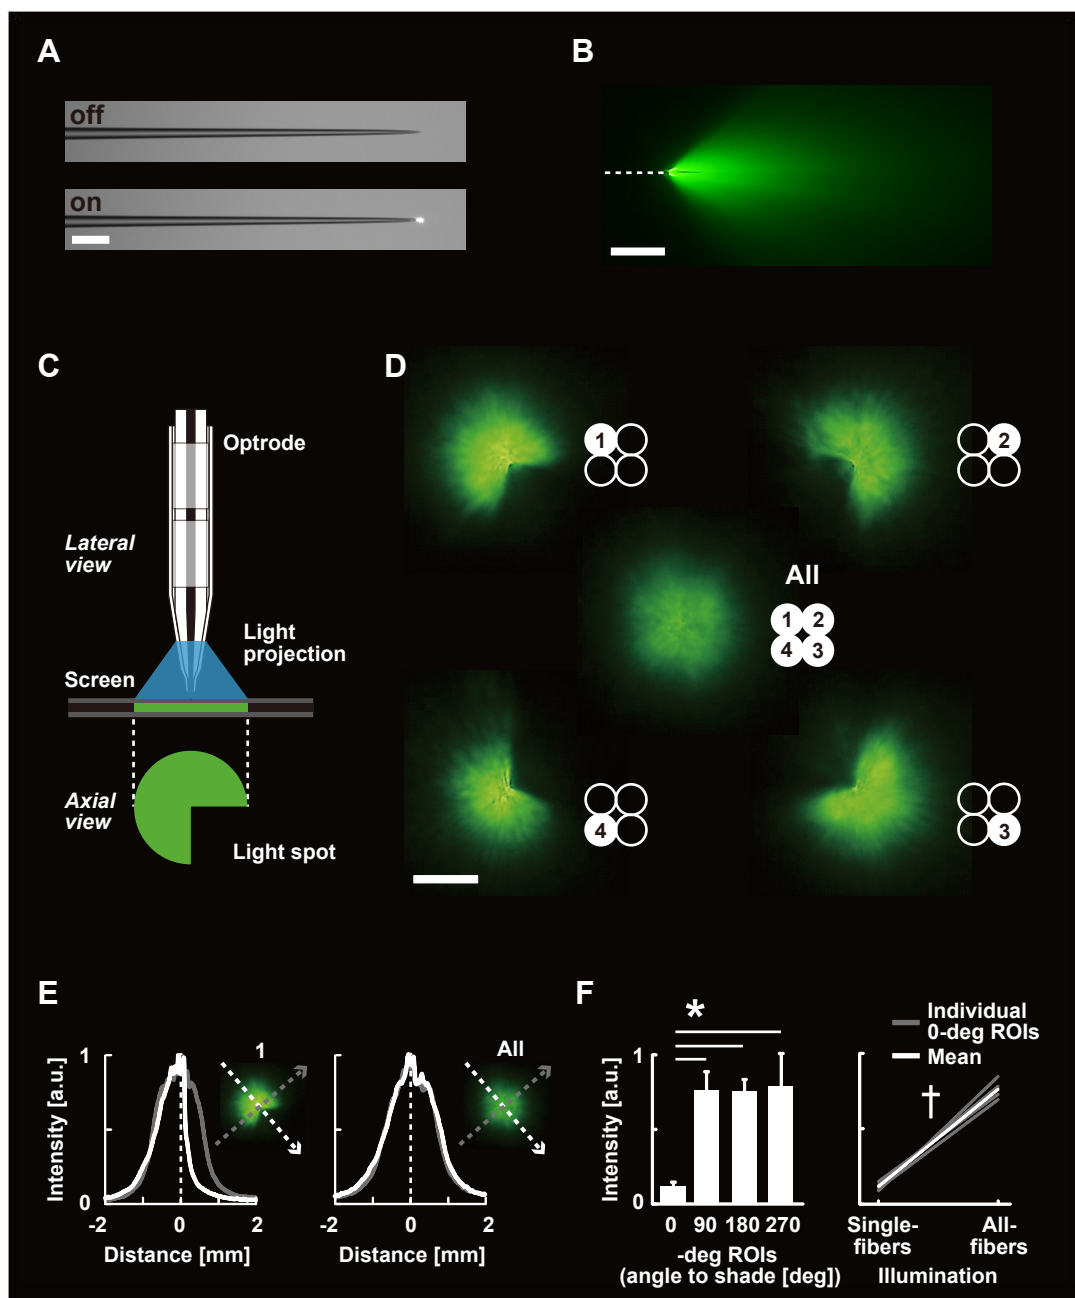 A
off
on
B
C
Optrode
Lateral
view
Light
projection
Screen
Axial
view
Light spot
D
1
2
All
1 2
4 3
4
3
E
1
Intensity [a.u.]
1
0
-2 0 2
Distance [mm]
All
-2 0 2
Distance [mm]
F
*
Intensity [a.u.]
1
0
0 90 180 270
-deg ROIs
(angle to shade [deg])
Individual
0-deg ROIs
Mean
†
Single-
fibers
All-
fibers
Illumination